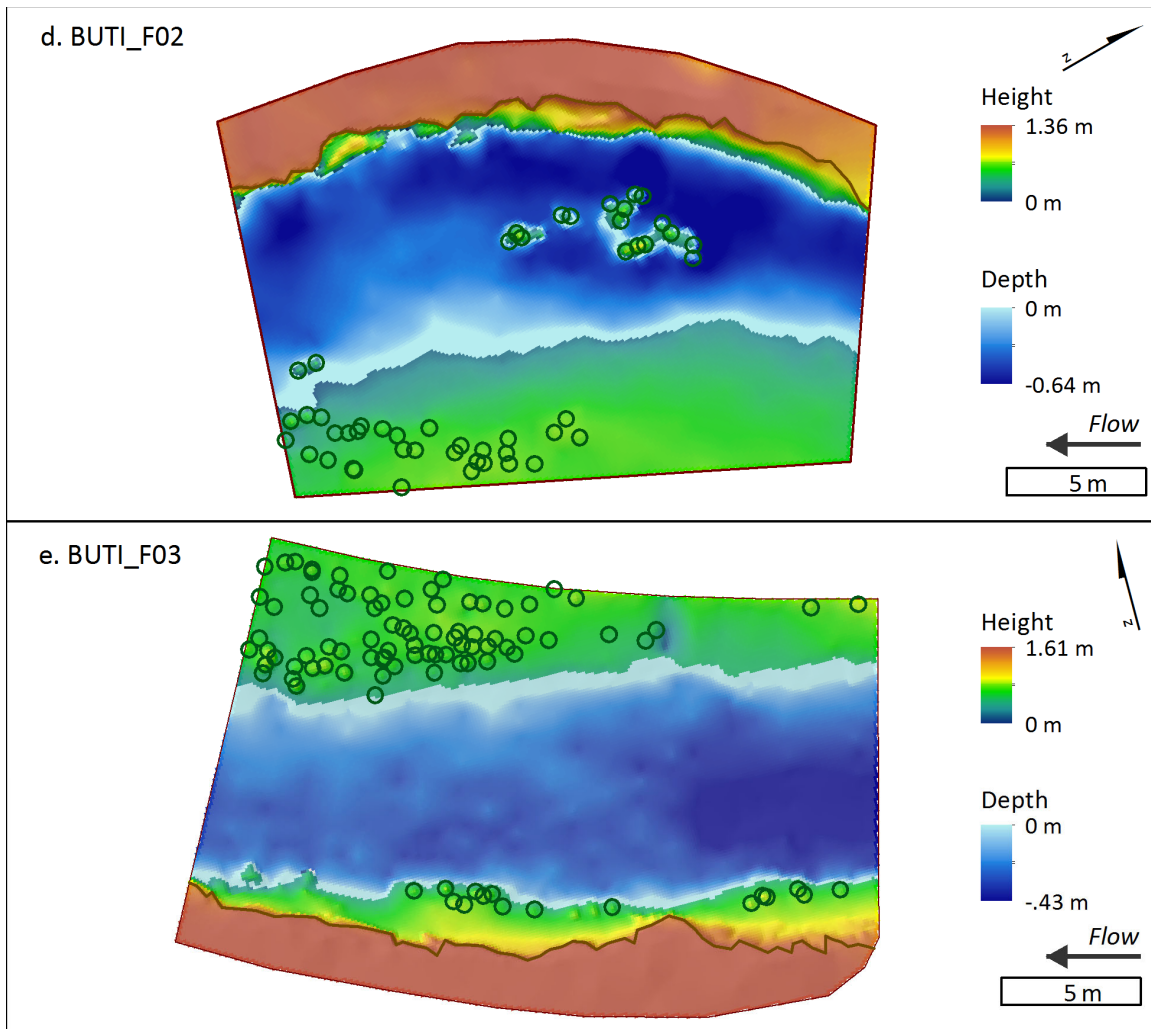 d. BUTI_F02
z
Height
1.36 m
0 m
Depth
0 m
-0.64 m
Flow
5 m
e. BUTI_F03
z
Height
1.61 m
0 m
Depth
0 m
-.43 m
Flow
5 m